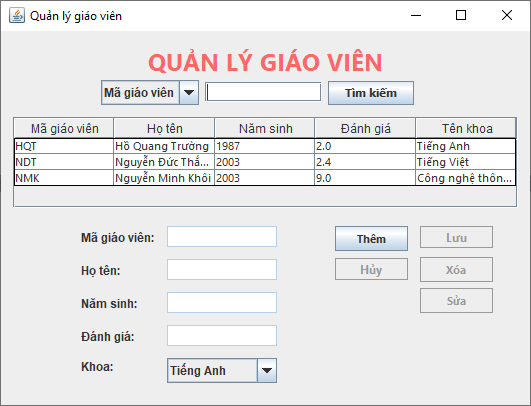 Quản lý giáo viên
QUẢN LÝ GIÁO VIÊN
Mã giáo viên Tìm kiếm
Mã giáo viên Họ tên Năm sinh Đánh giá Tên khoa
HQT Hồ Quang Trường 1987 2.0 Tiếng Anh
NDT Nguyễn Đức Thắ... 2003 2.4 Tiếng Việt
NMK Nguyễn Minh Khôi 2003 9.0 Công nghệ thôn...
Mã giáo viên: Thêm Lưu
Họ tên: Hủy Xóa
Năm sinh: Sửa
Đánh giá:
Khoa: Tiếng Anh